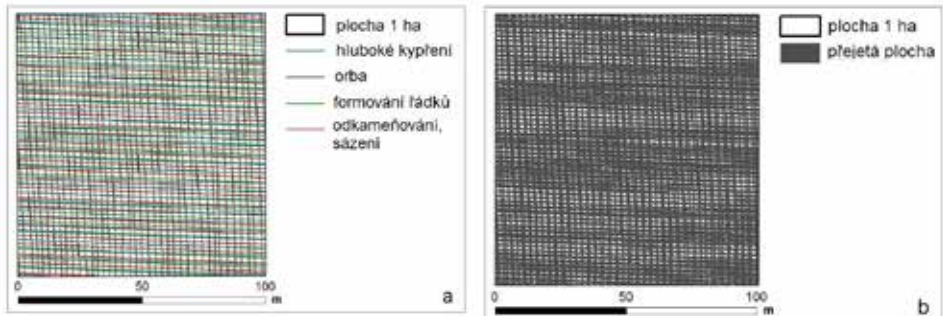 plocha 1 ha
hluboké kypření
orba
formování řádků
odkameňování,
sázení
0 50 100
m
a
plocha 1 ha
přejetá plocha
0 50 100
m
b